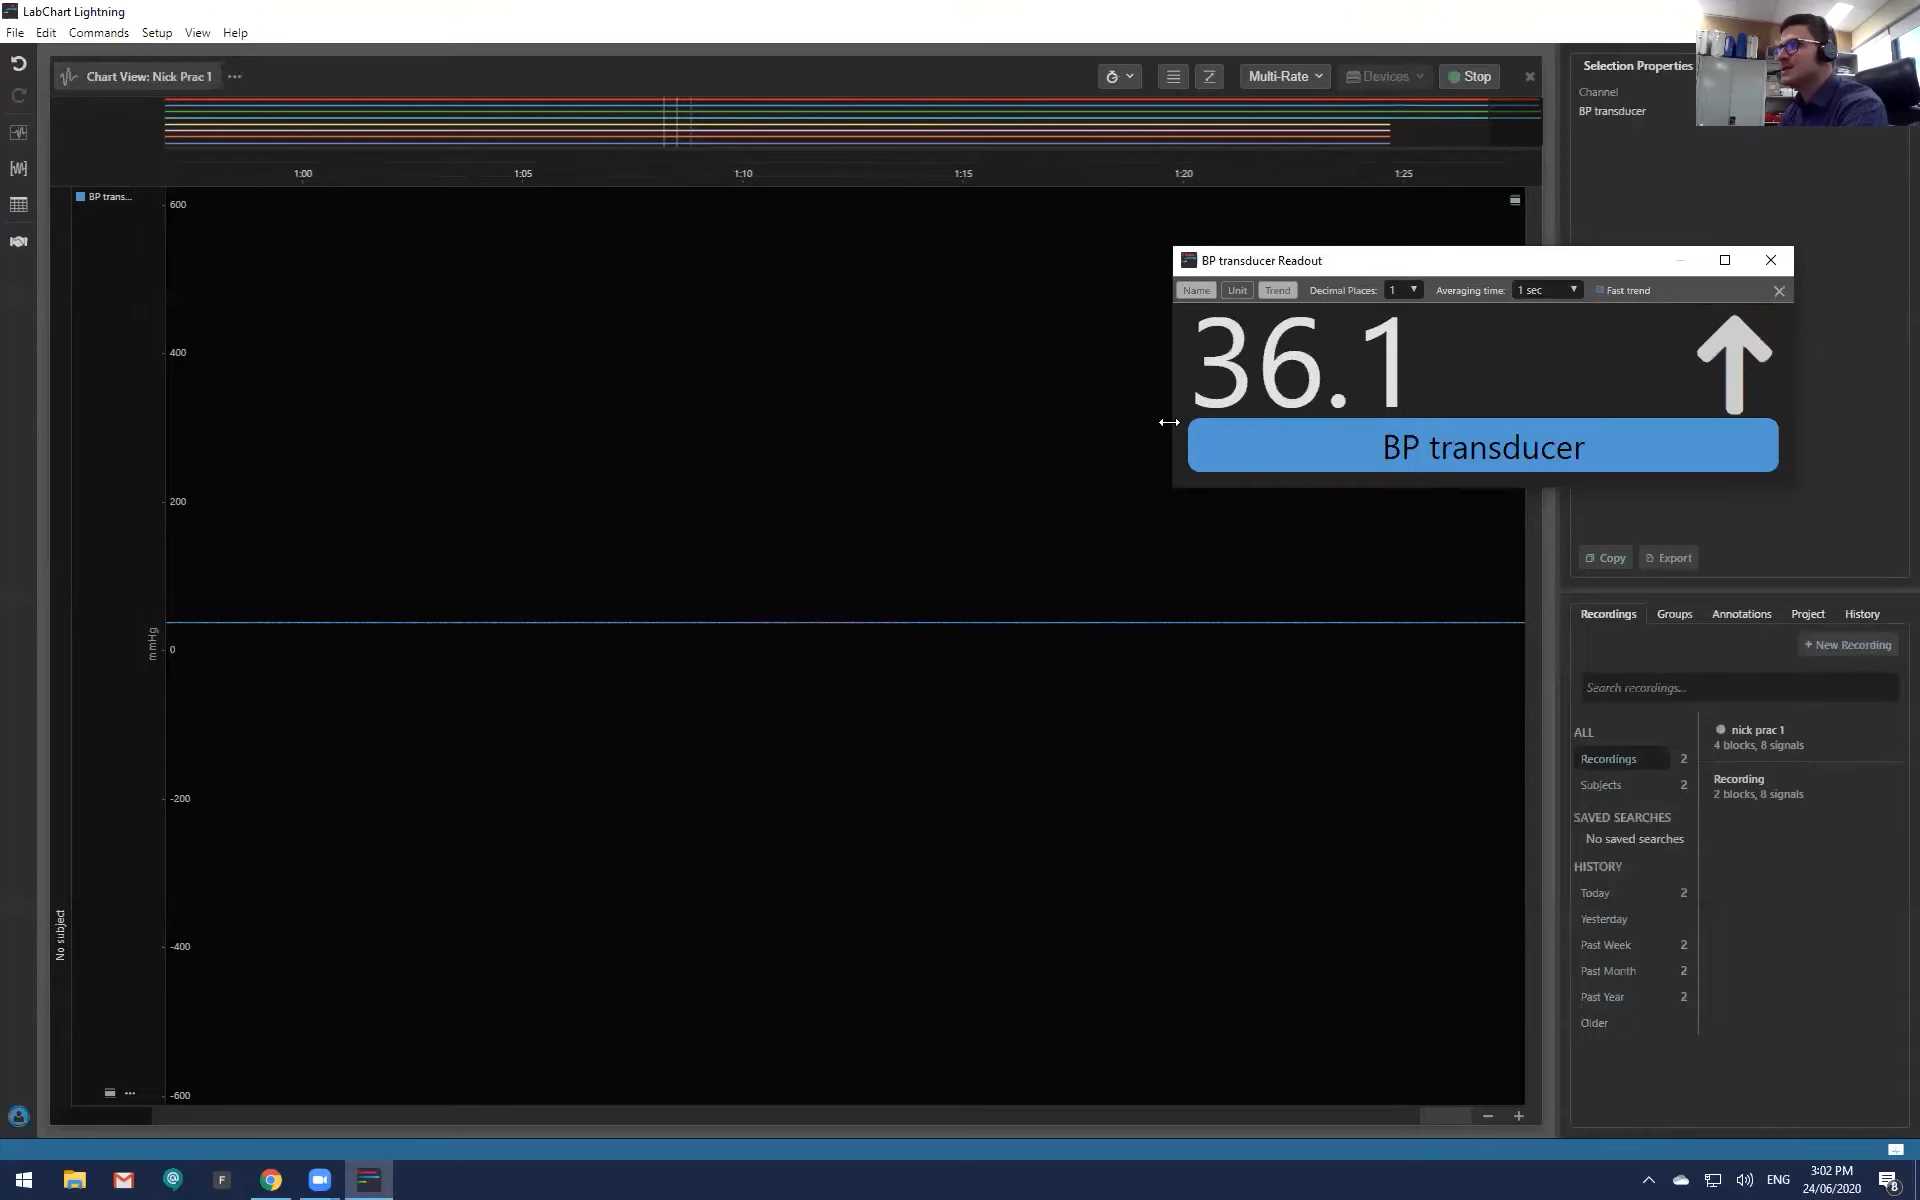 LabChart Lightning
File Edit Commands Setup View Help
Chart View: Nick Prac 1 ...
Multi-Rate Devices Stop
Selection Properties
Channel
BP transducer
1:00 1:05 1:10 1:15 1:20 1:25
BP trans...
600
400
200
0
-200
-400
-600
mmHg
No subject
BP transducer Readout
Name Unit Trend Decimal Places: 1 Averaging time: 1 sec Fast trend
36.1
BP transducer
Copy Export
Recordings Groups Annotations Project History
+ New Recording
Search recordings...
ALL
Recordings 2
Subjects 2
SAVED SEARCHES
No saved searches
HISTORY
Today 2
Yesterday
Past Week 2
Past Month 2
Past Year 2
Older
nick prac 1
4 blocks, 8 signals
Recording
2 blocks, 8 signals
F
ENG
3:02 PM
24/06/2020
8